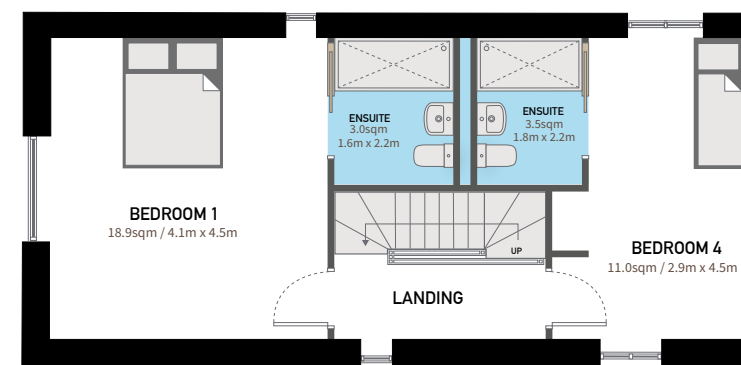 ENSUITE
3.0sqm
1.6m x 2.2m
ENSUITE
3.5sqm
1.8m x 2.2m
BEDROOM 1
18.9sqm / 4.1m x 4.5m
UP
BEDROOM 4
11.0sqm / 2.9m x 4.5m
LANDING